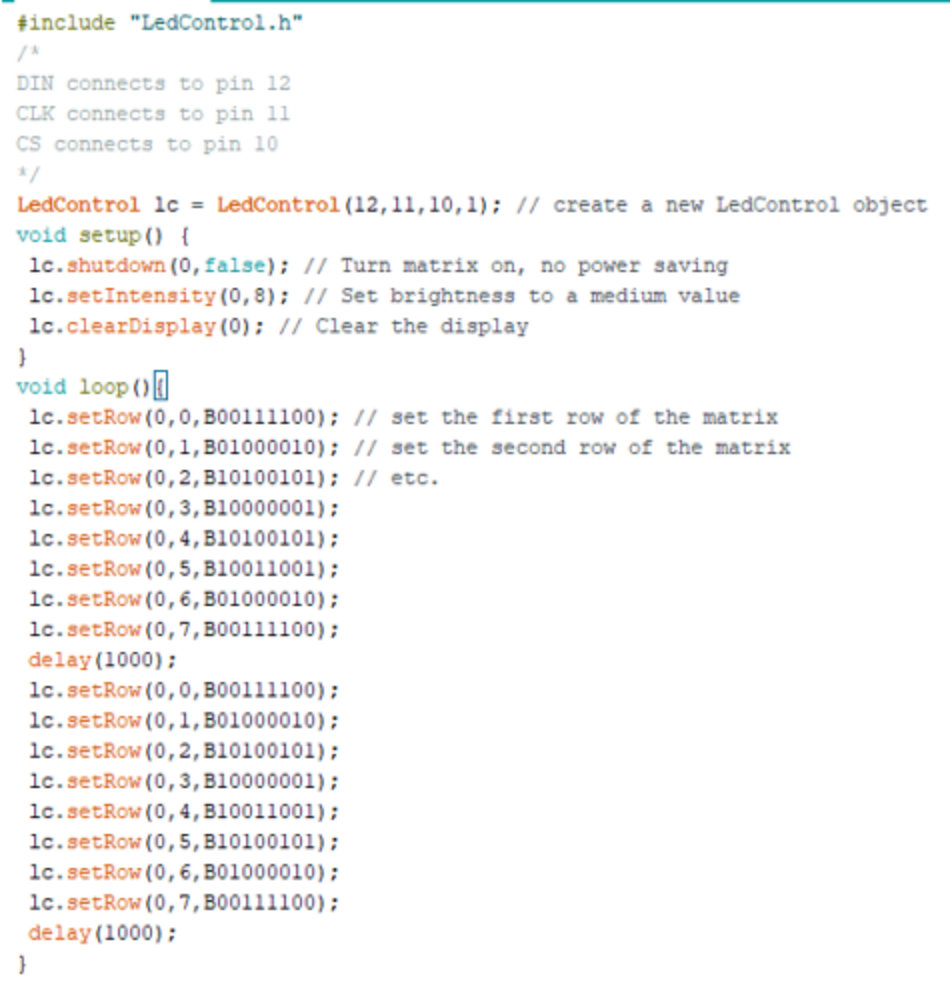 #include "LedControl.h"
/*
DIN connects to pin 12
CLK connects to pin 11
CS connects to pin 10
*/
LedControl lc = LedControl(12,11,10,1); // create a new LedControl object
void setup() {
 lc.shutdown(0,false); // Turn matrix on, no power saving
 lc.setIntensity(0,8); // Set brightness to a medium value
 lc.clearDisplay(0); // Clear the display
}
void loop(){
 lc.setRow(0,0,B00111100); // set the first row of the matrix
 lc.setRow(0,1,B01000010); // set the second row of the matrix
 lc.setRow(0,2,B10100101); // etc.
 lc.setRow(0,3,B10000001);
 lc.setRow(0,4,B10100101);
 lc.setRow(0,5,B10011001);
 lc.setRow(0,6,B01000010);
 lc.setRow(0,7,B00111100);
 delay(1000);
 lc.setRow(0,0,B00111100);
 lc.setRow(0,1,B01000010);
 lc.setRow(0,2,B10100101);
 lc.setRow(0,3,B10000001);
 lc.setRow(0,4,B10011001);
 lc.setRow(0,5,B10100101);
 lc.setRow(0,6,B01000010);
 lc.setRow(0,7,B00111100);
 delay(1000);
}